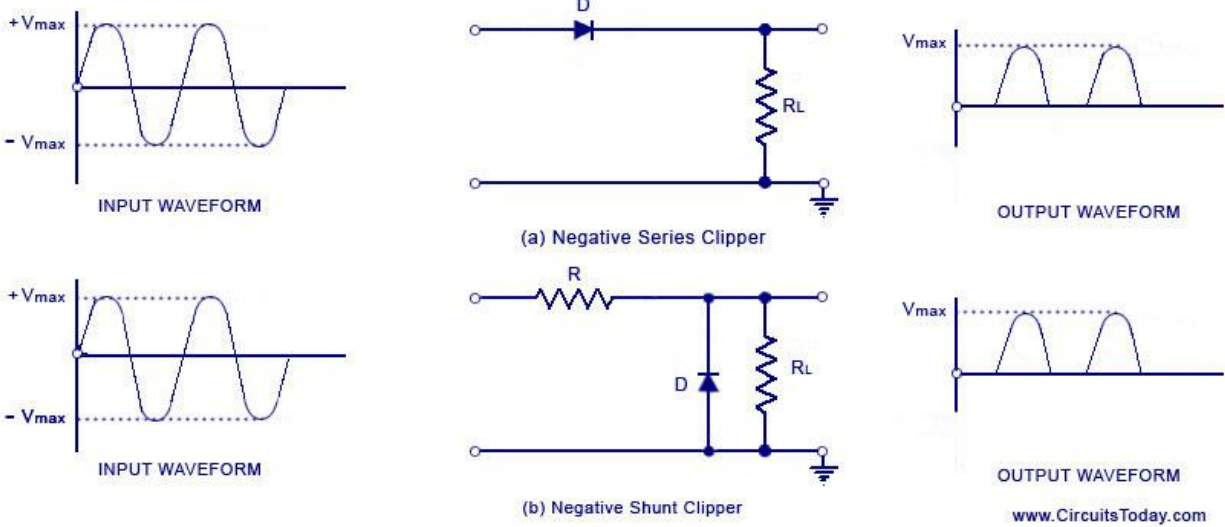 +Vmax
- Vmax
INPUT WAVEFORM
D
RL
(a) Negative Series Clipper
Vmax
OUTPUT WAVEFORM
+Vmax
- Vmax
INPUT WAVEFORM
R
D
RL
(b) Negative Shunt Clipper
Vmax
OUTPUT WAVEFORM
www.CircuitsToday.com